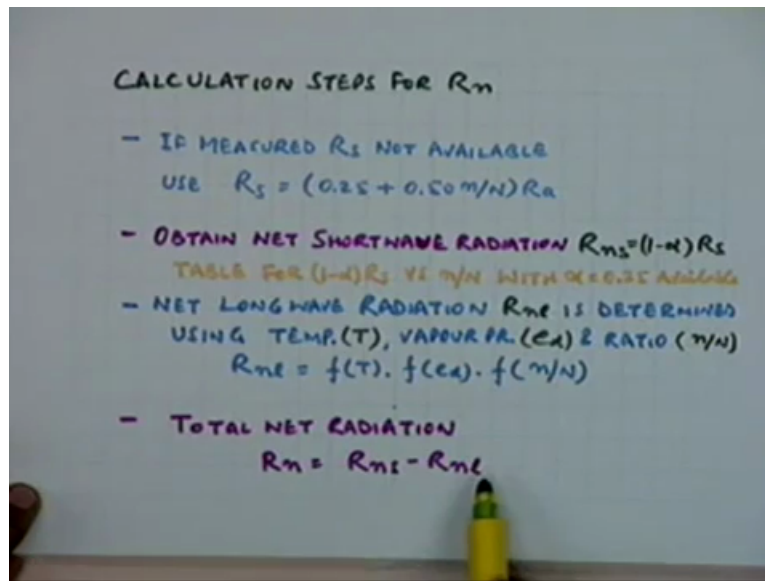 CALCULATION STEPS FOR Rn
- IF MEASURED Rs NOT AVAILABLE
USE Rs = (0.25 + 0.50 n/N) Ra
- OBTAIN NET SHORTWAVE RADIATION Rns = (1-α) Rs
TABLE FOR (1-α)Rs VS n/N WITH α = 0.25 AVAILABLE
- NET LONGWAVE RADIATION Rnl IS DETERMINED
USING TEMP. (T), VAPOUR PR. (ed) & RATIO (n/N)
Rnl = f(T). f(ed). f(n/N)
- TOTAL NET RADIATION
Rn = Rns - Rnl